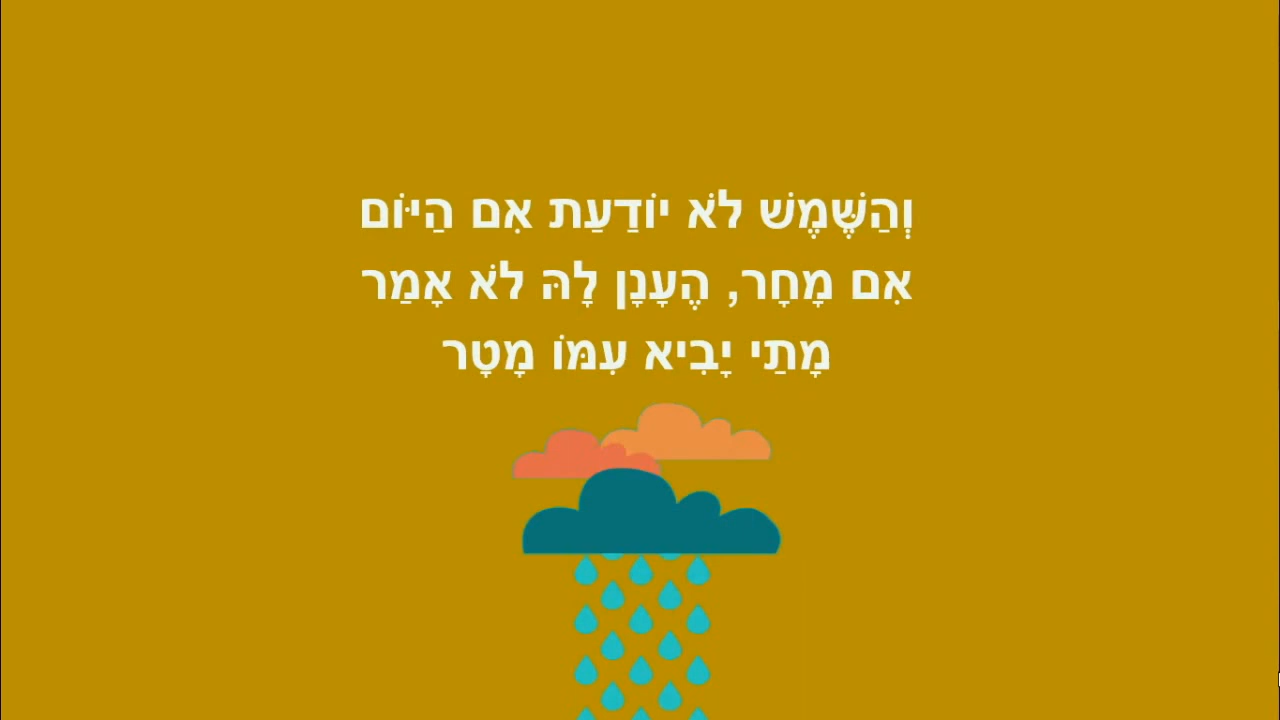 וְהַשֶּׁמֶשׁ לֹא יוֹדַעַת אִם הַיּוֹם
אִם מָחָר, הֶעָנָן לָהּ לֹא אָמַר
מָתַי יָבִיא עִמּוֹ מָטָר